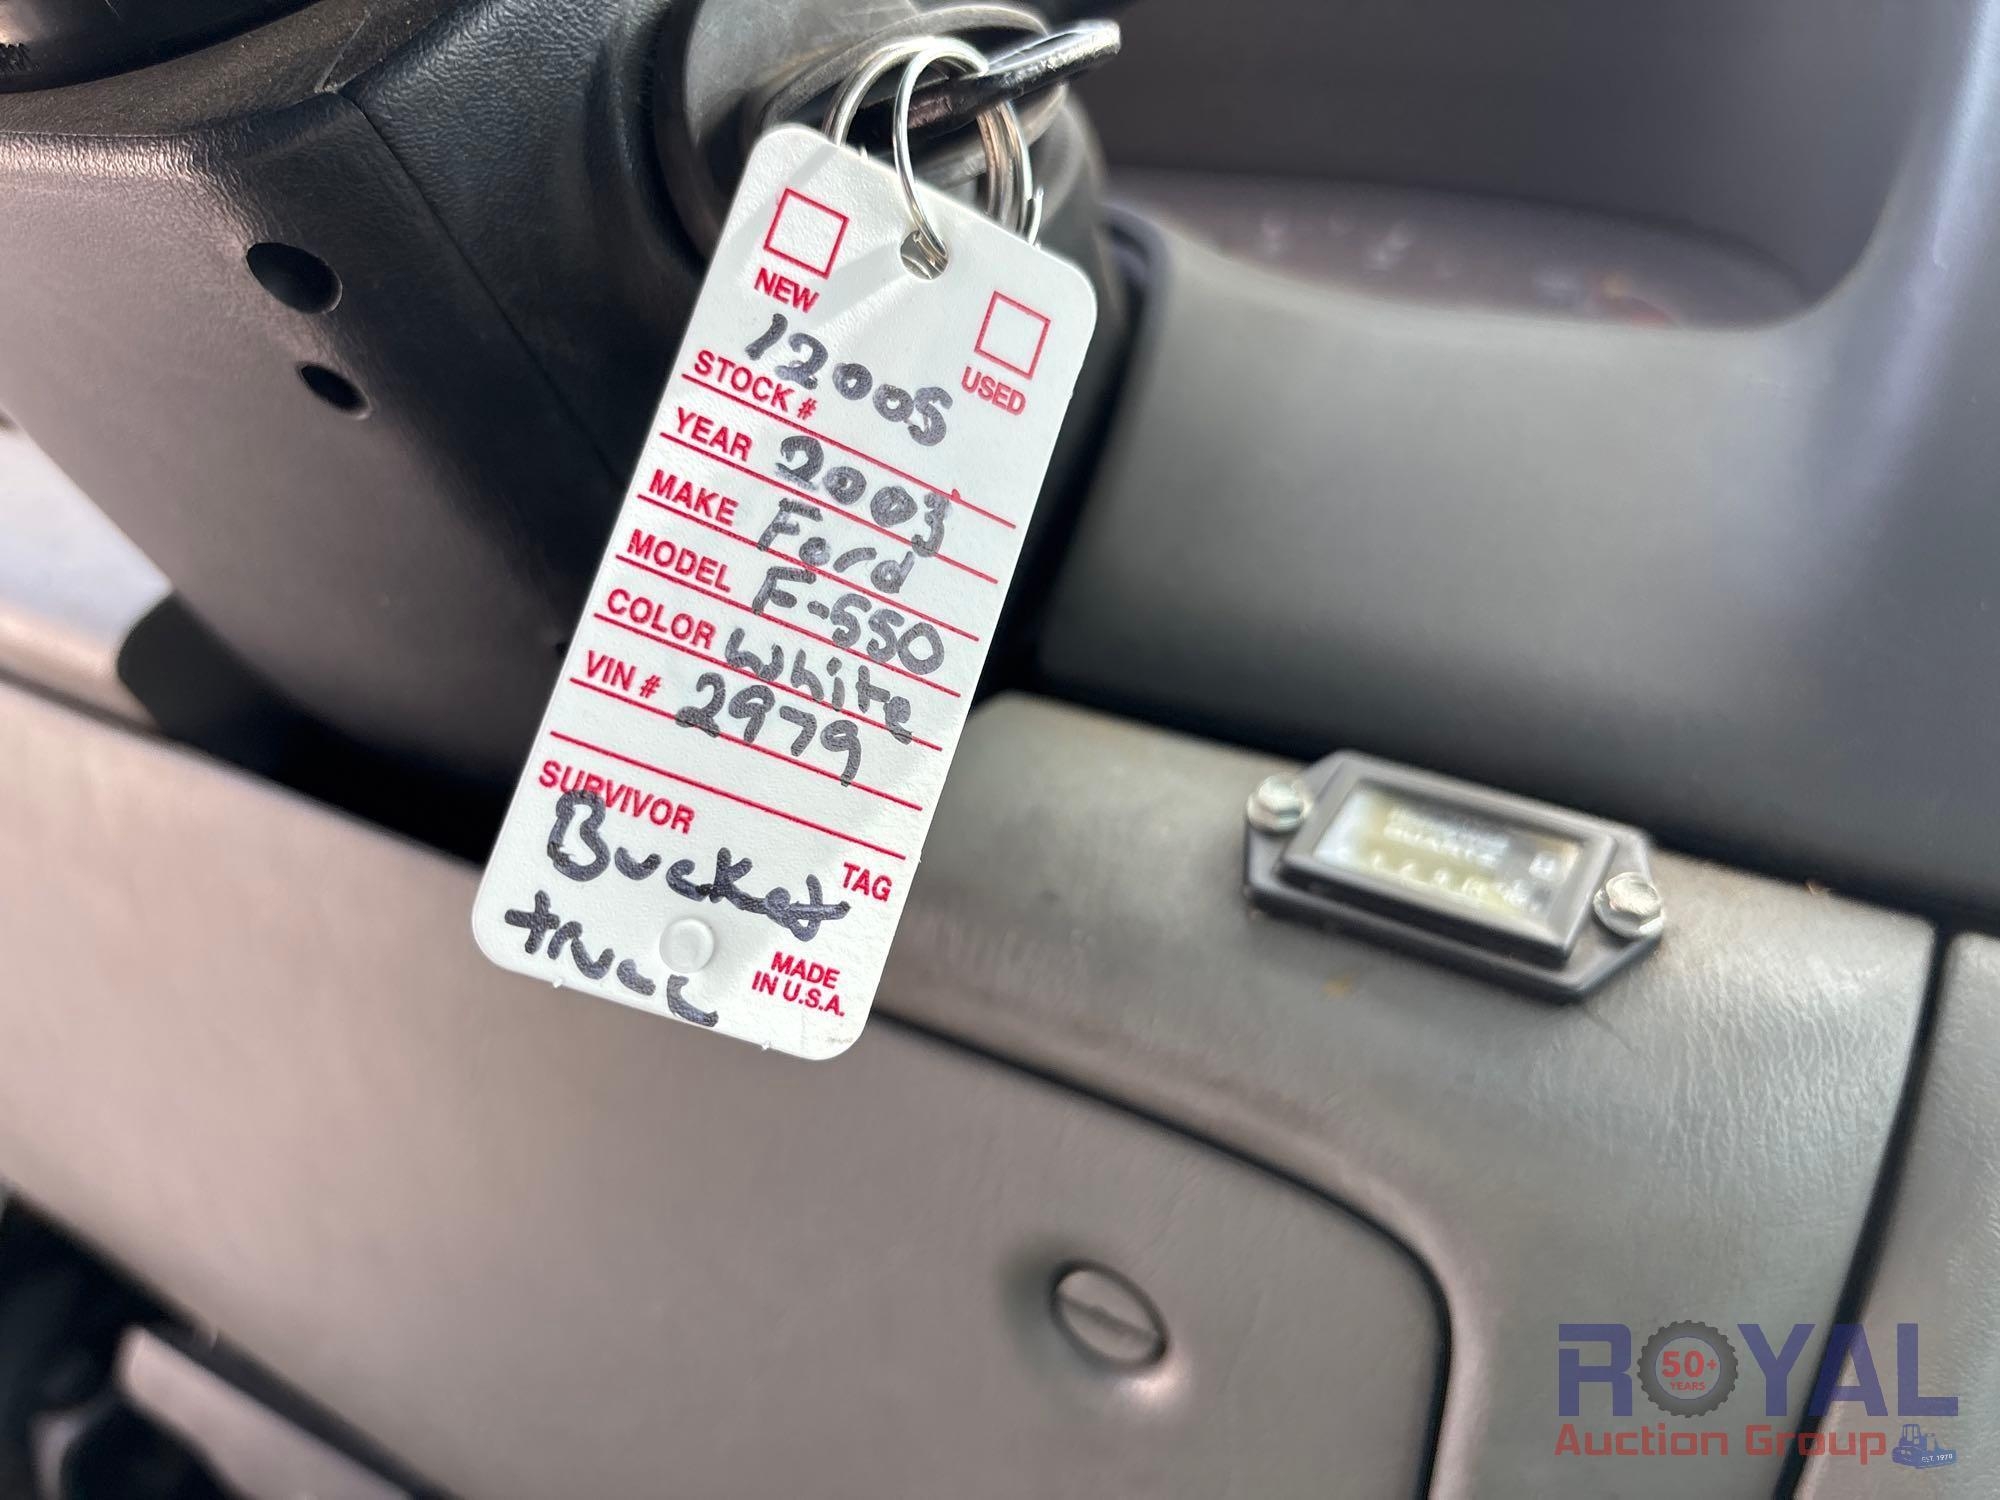 NEW
USED
12005
STOCK #
YEAR 2003
MAKE Ford
MODEL F-550
COLOR White
VIN # 2979
SURVIVOR
TAG
Bucket
truck
MADE
IN U.S.A.
ROYAL
50+
YEARS
Auction Group
EST. 1970